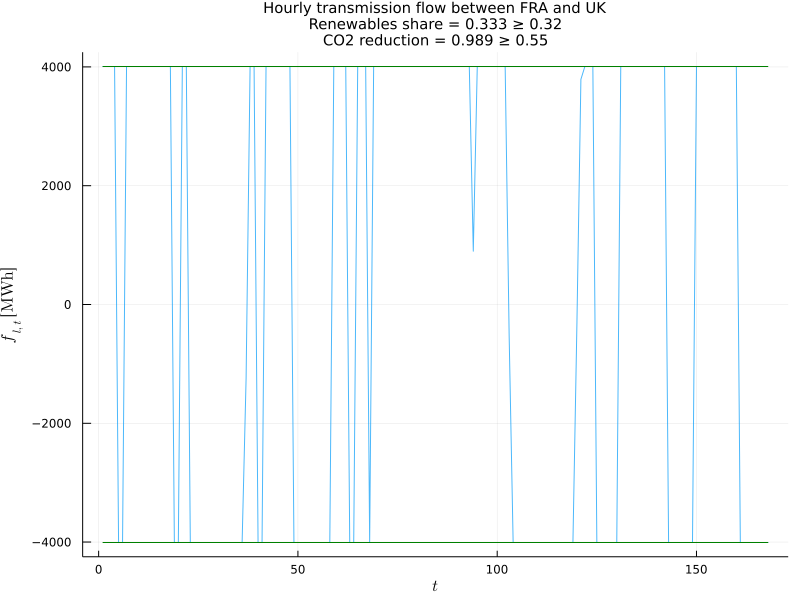 Hourly transmission flow between FRA and UK
Renewables share = 0.333 ≥ 0.32
CO2 reduction = 0.989 ≥ 0.55
4000
2000
0
−2000
−4000
f l,t [MWh]
0 50 100 150
t